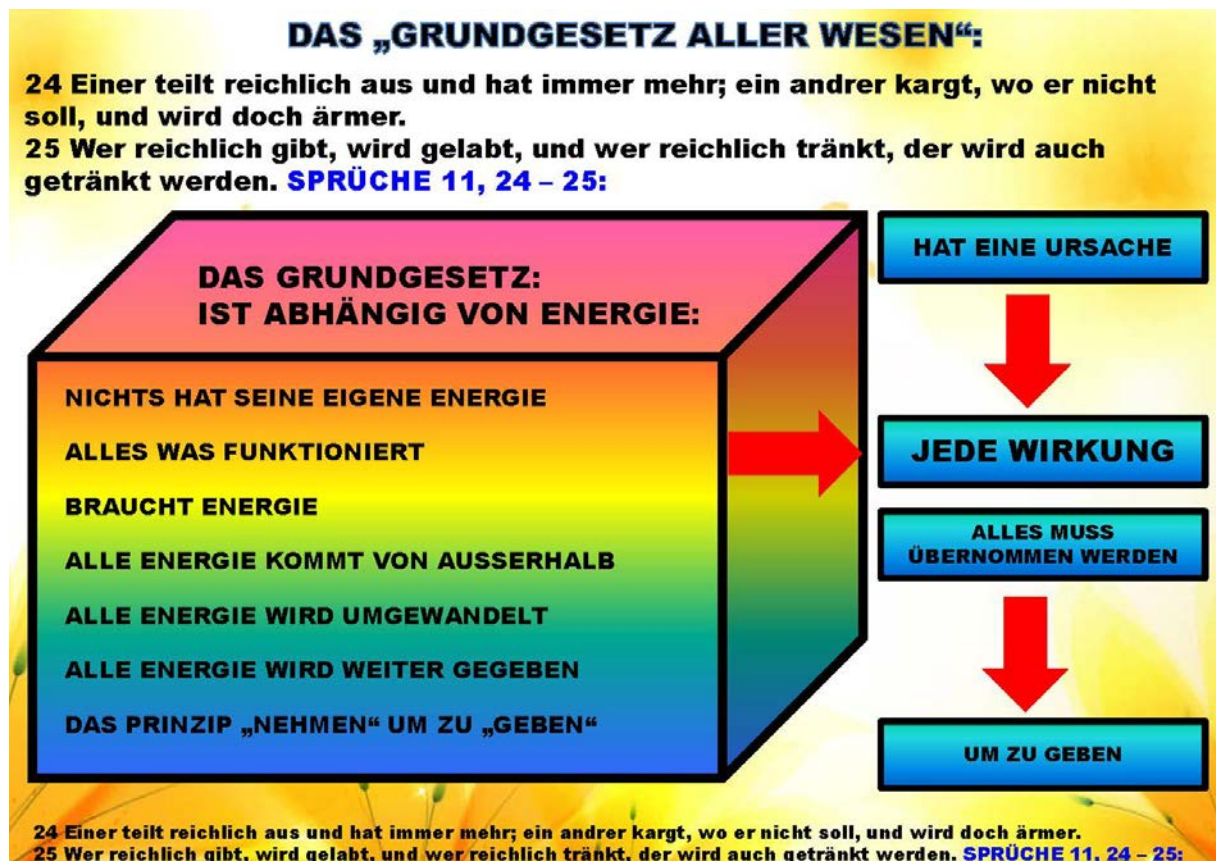 DAS „GRUNDGESETZ ALLER WESEN“:
24 Einer teilt reichlich aus und hat immer mehr; ein andrer kargt, wo er nicht
soll, und wird doch ärmer.
25 Wer reichlich gibt, wird gelabt, und wer reichlich tränkt, der wird auch
getränkt werden. SPRÜCHE 11, 24 – 25:
DAS GRUNDGESETZ:
IST ABHÄNGIG VON ENERGIE:
NICHTS HAT SEINE EIGENE ENERGIE
ALLES WAS FUNKTIONIERT
BRAUCHT ENERGIE
ALLE ENERGIE KOMMT VON AUSSERHALB
ALLE ENERGIE WIRD UMGEWANDELT
ALLE ENERGIE WIRD WEITER GEGEBEN
DAS PRINZIP „NEHMEN“ UM ZU „GEBEN“
HAT EINE URSACHE
JEDE WIRKUNG
ALLES MUSS
ÜBERNOMMEN WERDEN
UM ZU GEBEN
24 Einer teilt reichlich aus und hat immer mehr; ein andrer kargt, wo er nicht soll, und wird doch ärmer.
25 Wer reichlich gibt, wird gelabt, und wer reichlich tränkt, der wird auch getränkt werden. SPRÜCHE 11, 24 – 25: